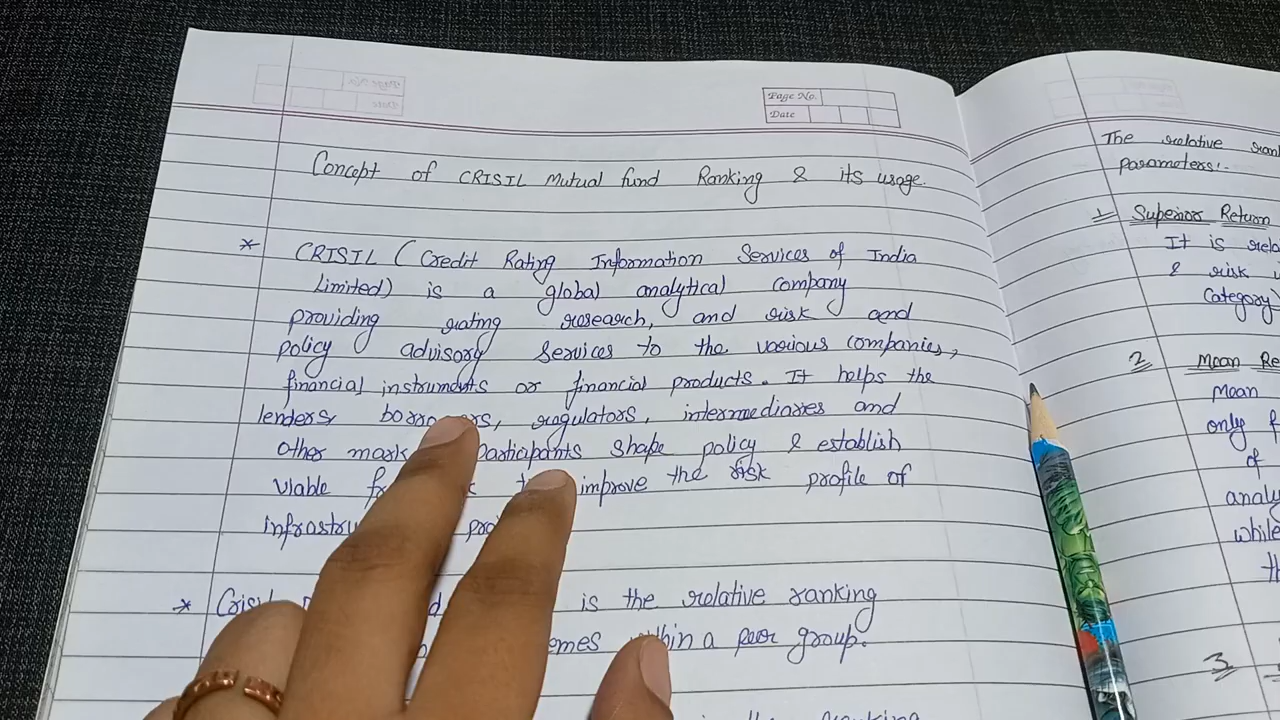 Page No.
Date
Concept of CRISIL Mutual fund Ranking & its usage.
* CRISIL (Credit Rating Information Services of India
Limited) is a global analytical company
providing rating research, and risk and
policy advisory services to the various companies,
financial instruments or financial products. It helps the
lenders, borrowers, regulators, intermediaries and
other participants shape policy & establish
viable improve the risk profile of
* is the relative ranking
within a peer group.
The relative
Parameters:-
1 Superior Return
It is
& risk
Category)
2 Mean
Mean
only
of
while
3